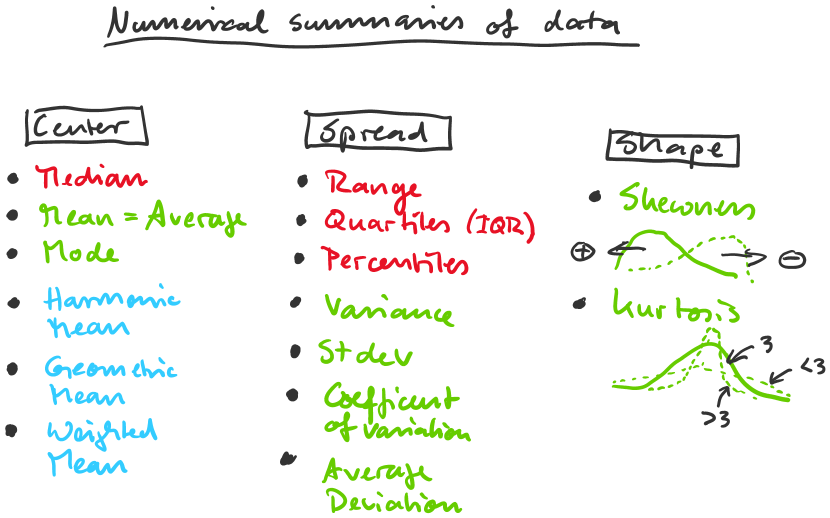 Numerical summaries of data
Center
• Median
• Mean = Average
• Mode
• Harmonic
Mean
• Geometric
Mean
• Weighted
Mean
Spread
• Range
• Quartiles (IQR)
• Percentiles
• Variance
• Stdev
• Coefficient
of variation
• Average
Deviation
Shape
• Skewness
+ -
• Kurtosis
3
<3
>3